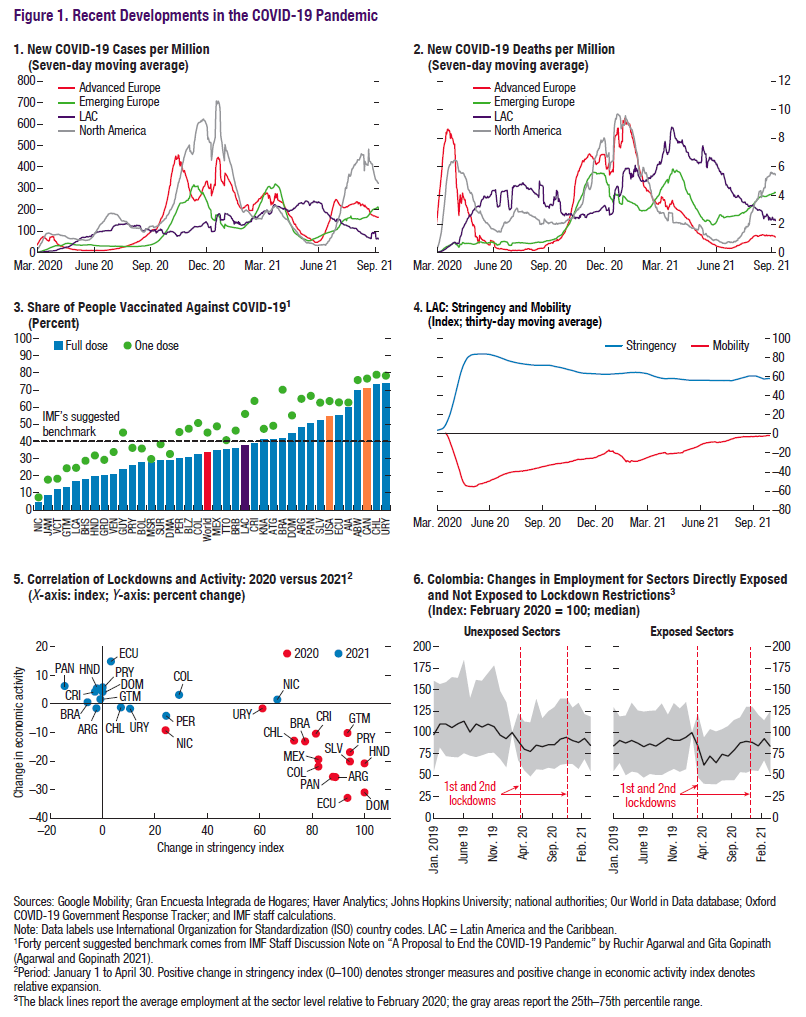 Figure 1. Recent Developments in the COVID-19 Pandemic
1. New COVID-19 Cases per Million
(Seven-day moving average)
800
700
600
500
400
300
200
100
0
Advanced Europe
Emerging Europe
LAC
North America
Mar. 2020 June 20 Sep. 20 Dec. 20 Mar. 21 June 21 Sep. 21
2. New COVID-19 Deaths per Million
(Seven-day moving average)
Advanced Europe
Emerging Europe
LAC
North America
12
10
8
6
4
2
0
Mar. 2020 June 20 Sep. 20 Dec. 20 Mar. 21 June 21 Sep. 21
3. Share of People Vaccinated Against COVID-19¹
(Percent)
100
90
80
70
60
50
40
30
20
10
0
Full dose One dose
IMF's suggested
benchmark
NIC JAM VCT GTM LCA BHS HND GRD VEN GUY PRY BOL MSR SUR DMA PER BLZ COL World MEX TTO BRB LAC CRI KNA ATG BRA DOM ARG PAN SLV USA ECU AIA ABW CAN CHL URY
4. LAC: Stringency and Mobility
(Index; thirty-day moving average)
Stringency Mobility
100
80
60
40
20
0
–20
–40
–60
–80
Mar. 2020 June 20 Sep. 20 Dec. 20 Mar. 21 June 21 Sep. 21
5. Correlation of Lockdowns and Activity: 2020 versus 2021²
(X-axis: index; Y-axis: percent change)
Change in economic activity
20
10
0
–10
–20
–30
–40
2020 2021
ECU
PAN HND
PRY
DOM
CRI
GTM
BRA
ARG CHL URY
COL
PER
NIC
NIC
URY
CHL
BRA
CRI
GTM
PRY
SLV
HND
MEX
COL
PAN
ARG
ECU
DOM
–20 0 20 40 60 80 100
Change in stringency index
6. Colombia: Changes in Employment for Sectors Directly Exposed
and Not Exposed to Lockdown Restrictions³
(Index: February 2020 = 100; median)
Unexposed Sectors Exposed Sectors
200
175
150
125
100
75
50
25
0
1st and 2nd
lockdowns
1st and 2nd
lockdowns
200
175
150
125
100
75
50
25
0
Jan. 2019 June 19 Nov. 19 Apr. 20 Sep. 20 Feb. 21
Jan. 2019 June 19 Nov. 19 Apr. 20 Sep. 20 Feb. 21
Sources: Google Mobility; Gran Encuesta Integrada de Hogares; Haver Analytics; Johns Hopkins University; national authorities; Our World in Data database; Oxford
COVID-19 Government Response Tracker; and IMF staff calculations.
Note: Data labels use International Organization for Standardization (ISO) country codes. LAC = Latin America and the Caribbean.
¹Forty percent suggested benchmark comes from IMF Staff Discussion Note on “A Proposal to End the COVID-19 Pandemic” by Ruchir Agarwal and Gita Gopinath
(Agarwal and Gopinath 2021).
²Period: January 1 to April 30. Positive change in stringency index (0–100) denotes stronger measures and positive change in economic activity index denotes
relative expansion.
³The black lines report the average employment at the sector level relative to February 2020; the gray areas report the 25th–75th percentile range.